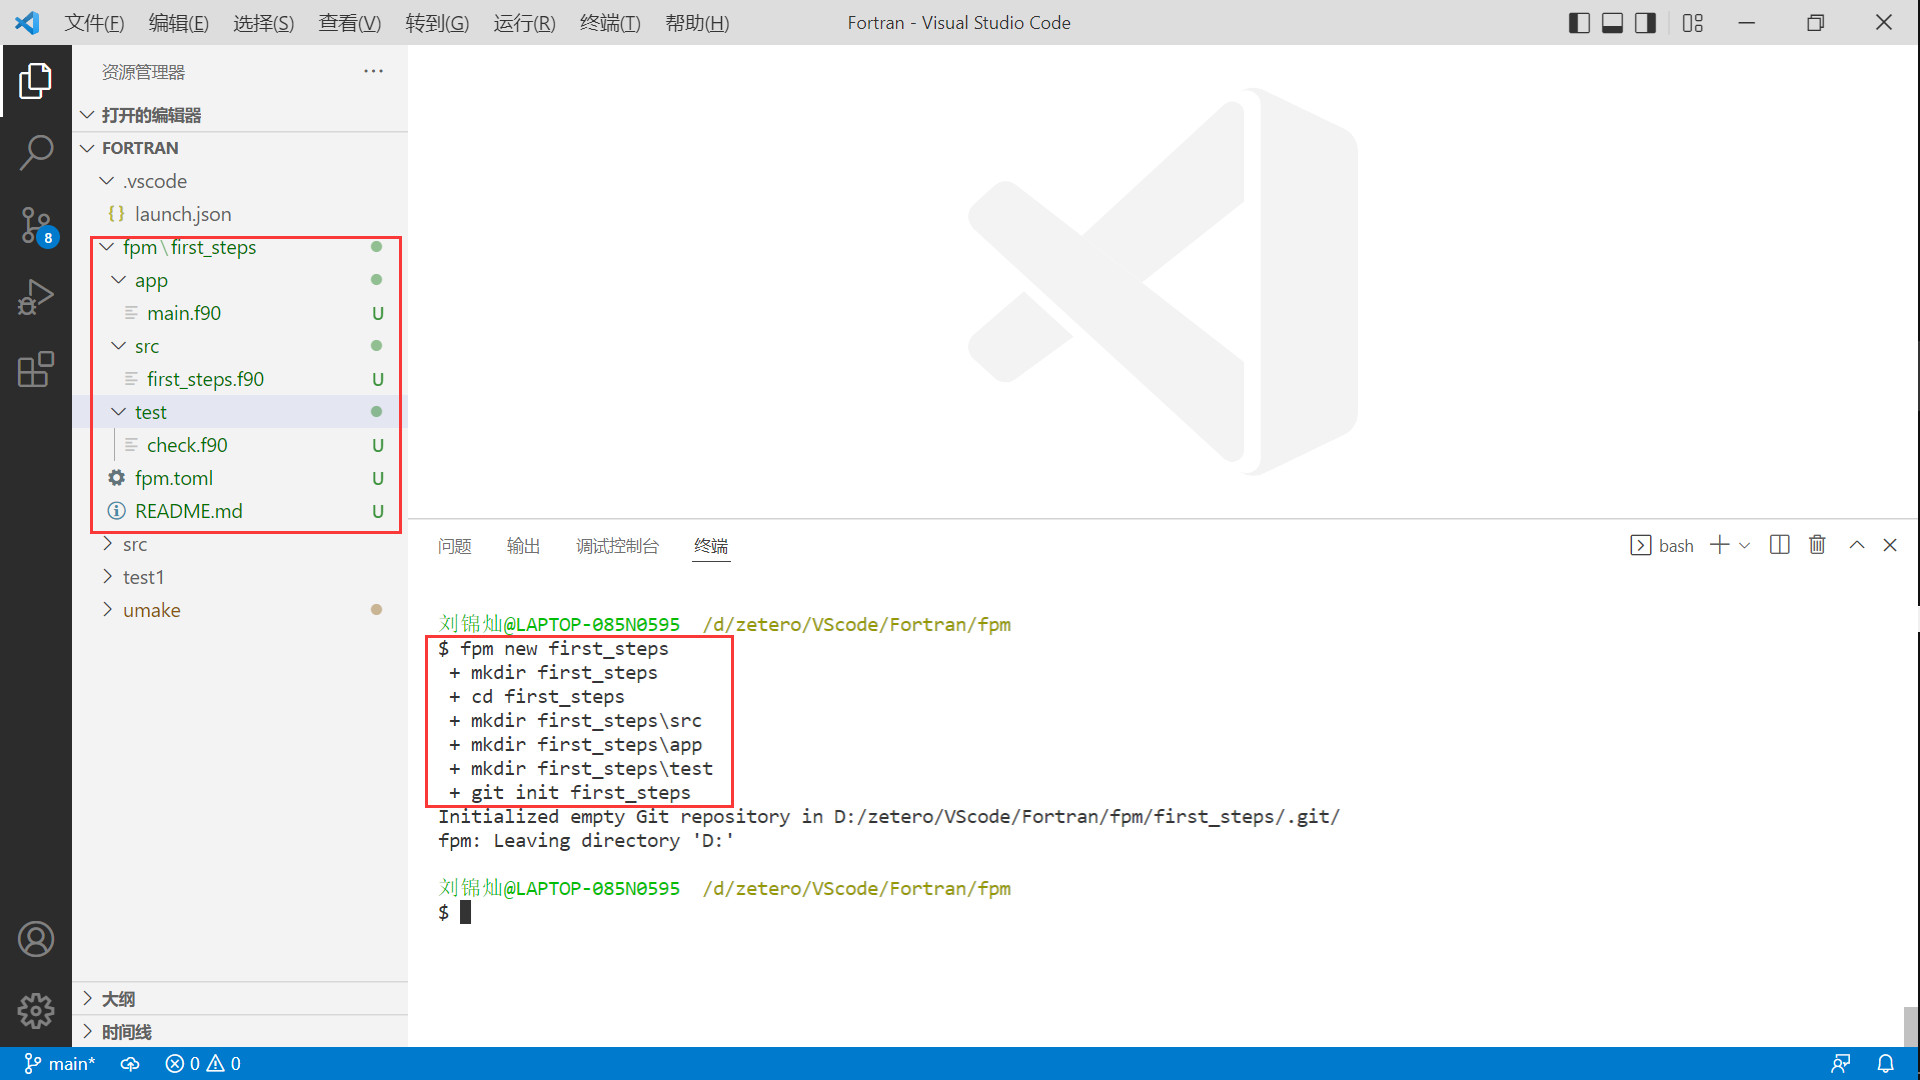 文件(F) 编辑(E) 选择(S) 查看(V) 转到(G) 运行(R) 终端(T) 帮助(H) Fortran - Visual Studio Code
资源管理器
打开的编辑器
FORTRAN
.vscode
{} launch.json
fpm\first_steps
app
main.f90 U
src
first_steps.f90 U
test
check.f90 U
fpm.toml U
README.md U
src
test1
umake
大纲
时间线
8
问题 输出 调试控制台 终端 bash
刘锦灿@LAPTOP-085N0595 /d/zetero/VScode/Fortran/fpm
$ fpm new first_steps
+ mkdir first_steps
+ cd first_steps
+ mkdir first_steps\src
+ mkdir first_steps\app
+ mkdir first_steps\test
+ git init first_steps
Initialized empty Git repository in D:/zetero/VScode/Fortran/fpm/first_steps/.git/
fpm: Leaving directory 'D:'
刘锦灿@LAPTOP-085N0595 /d/zetero/VScode/Fortran/fpm
$
main* 0 0